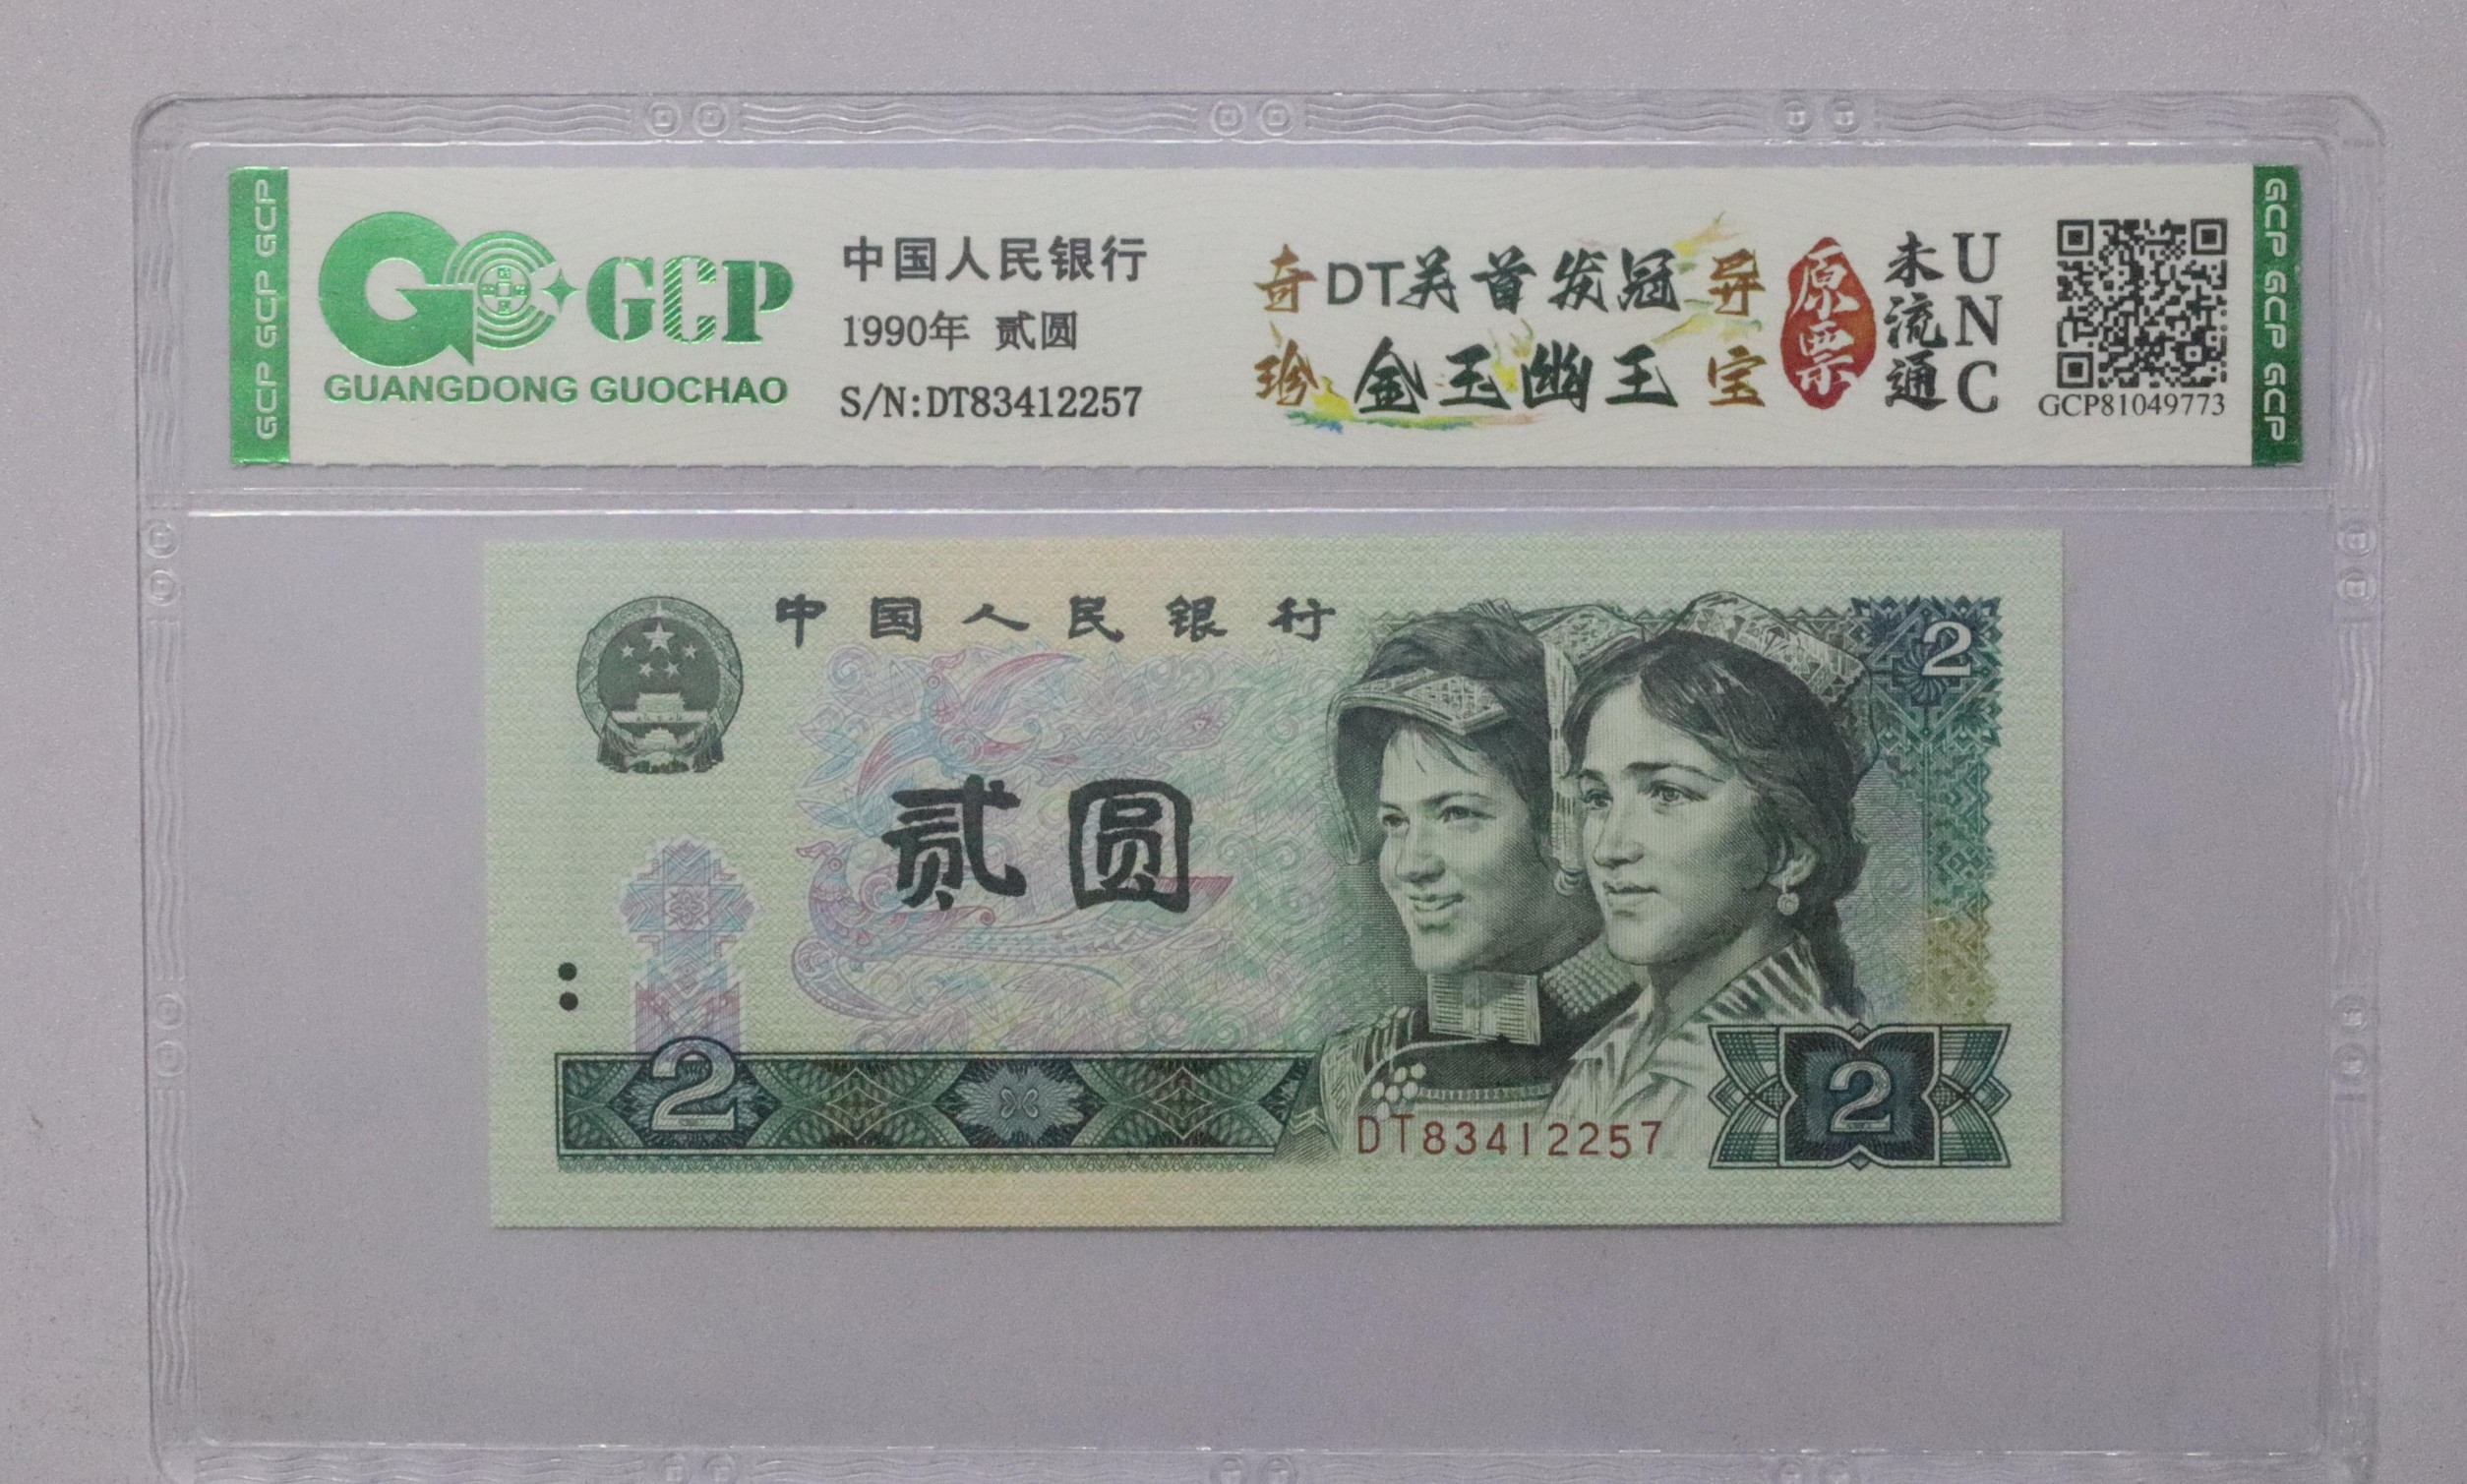 GCP GCP GCP
GCP
GUANGDONG GUOCHAO
中国人民银行
1990年 贰圆
S/N:DT83412257
奇珍
DT关首发冠
金玉幽王
异宝
原票
未流通
UNC
GCP81049773
GCP GCP GCP
中国人民银行
贰圆
2
2
DT83412257
2